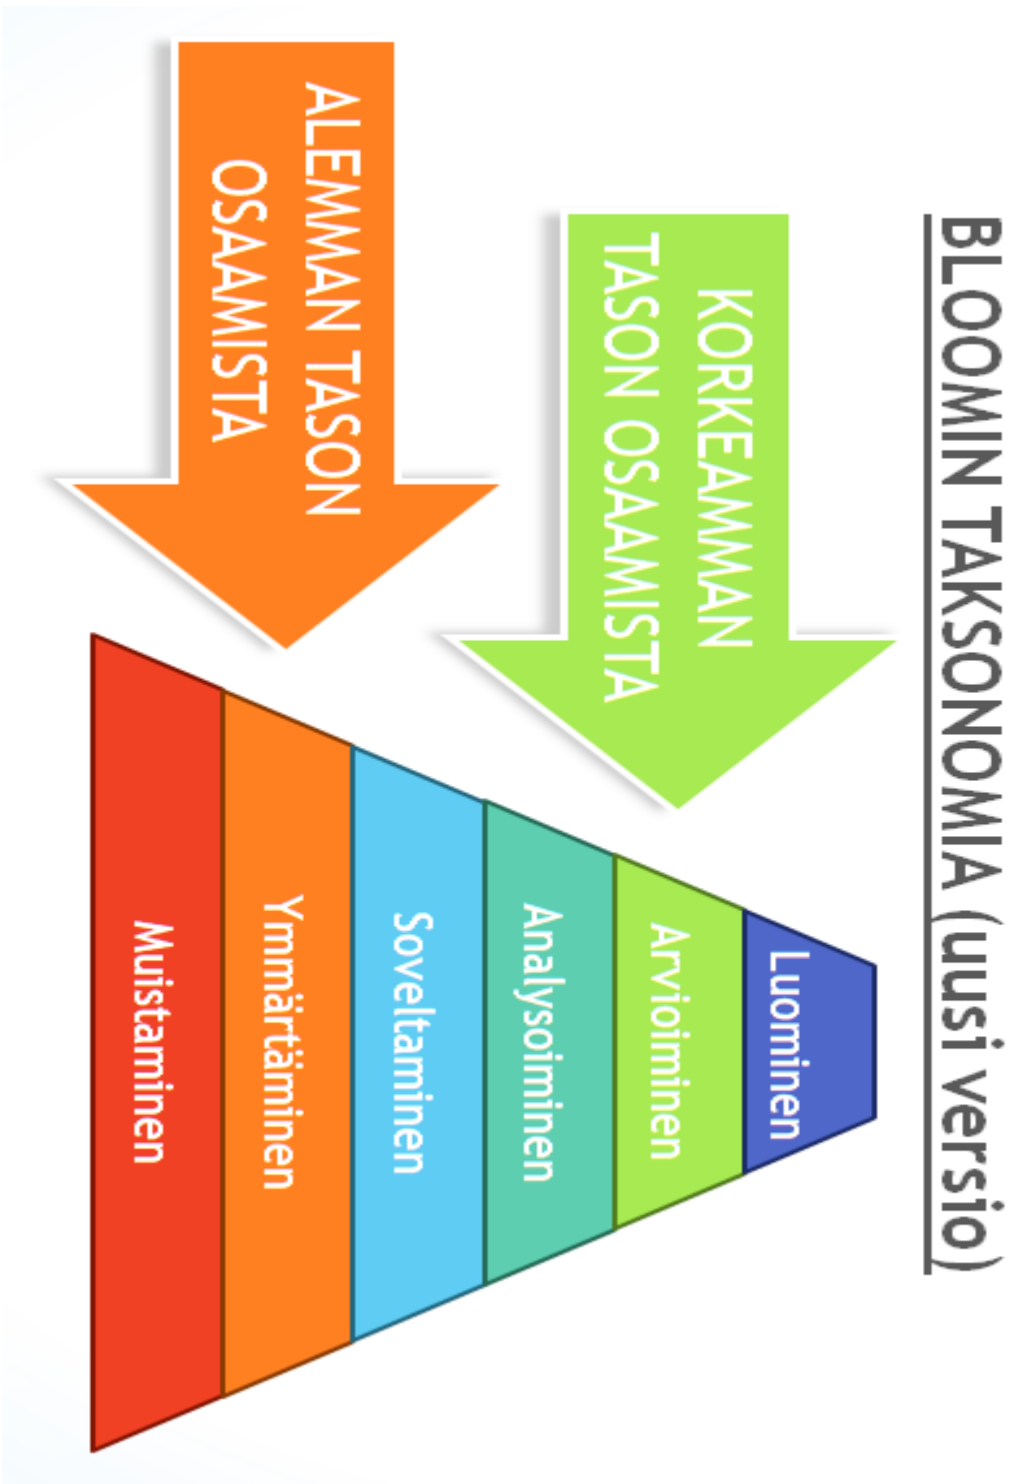 BLOOMIN TAKSONOMIA (uusi versio)
KORKEAMMAN
TASON OSAAMISTA
ALEMMAN TASON
OSAAMISTA
Luominen
Arvioiminen
Analysoiminen
Soveltaminen
Ymmärtäminen
Muistaminen